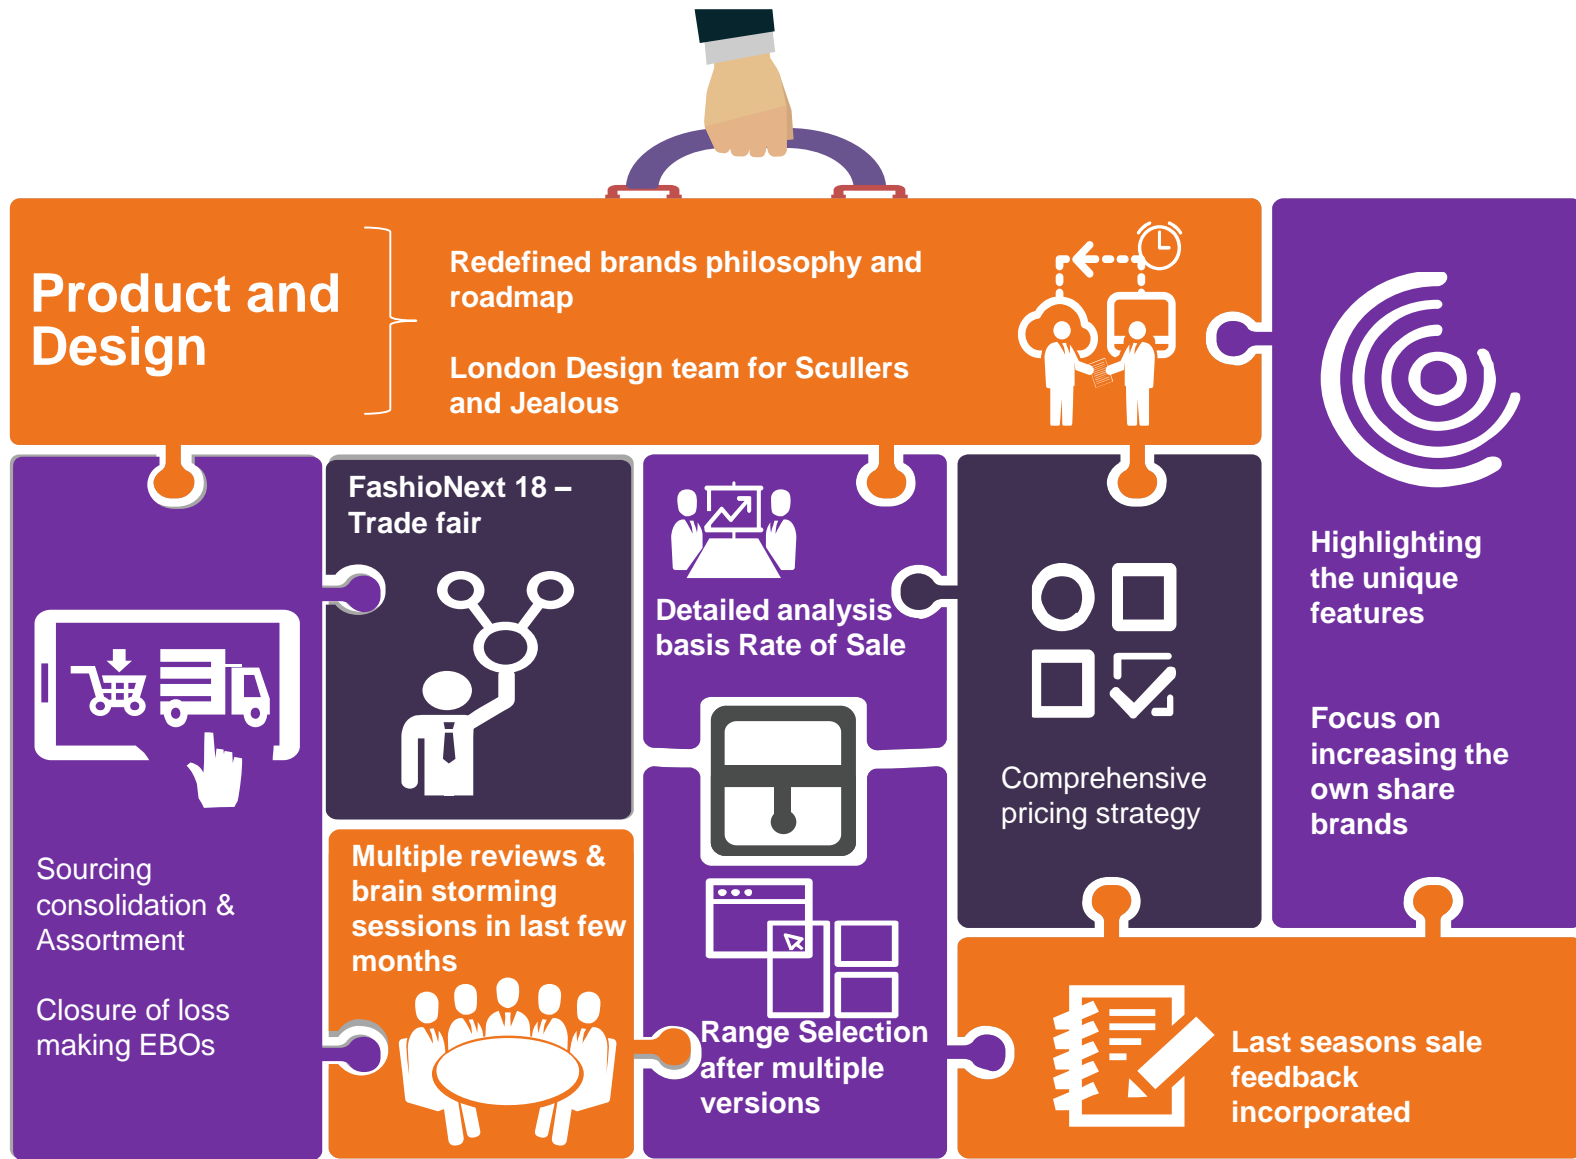 Product and
Design
Redefined brands philosophy and
roadmap
London Design team for Scullers
and Jealous
FashioNext 18 –
Trade fair
Detailed analysis
basis Rate of Sale
Highlighting
the unique
features
Focus on
increasing the
own share
brands
Comprehensive
pricing strategy
Sourcing
consolidation &
Assortment
Closure of loss
making EBOs
Multiple reviews &
brain storming
sessions in last few
months
Range Selection
after multiple
versions
Last seasons sale
feedback
incorporated